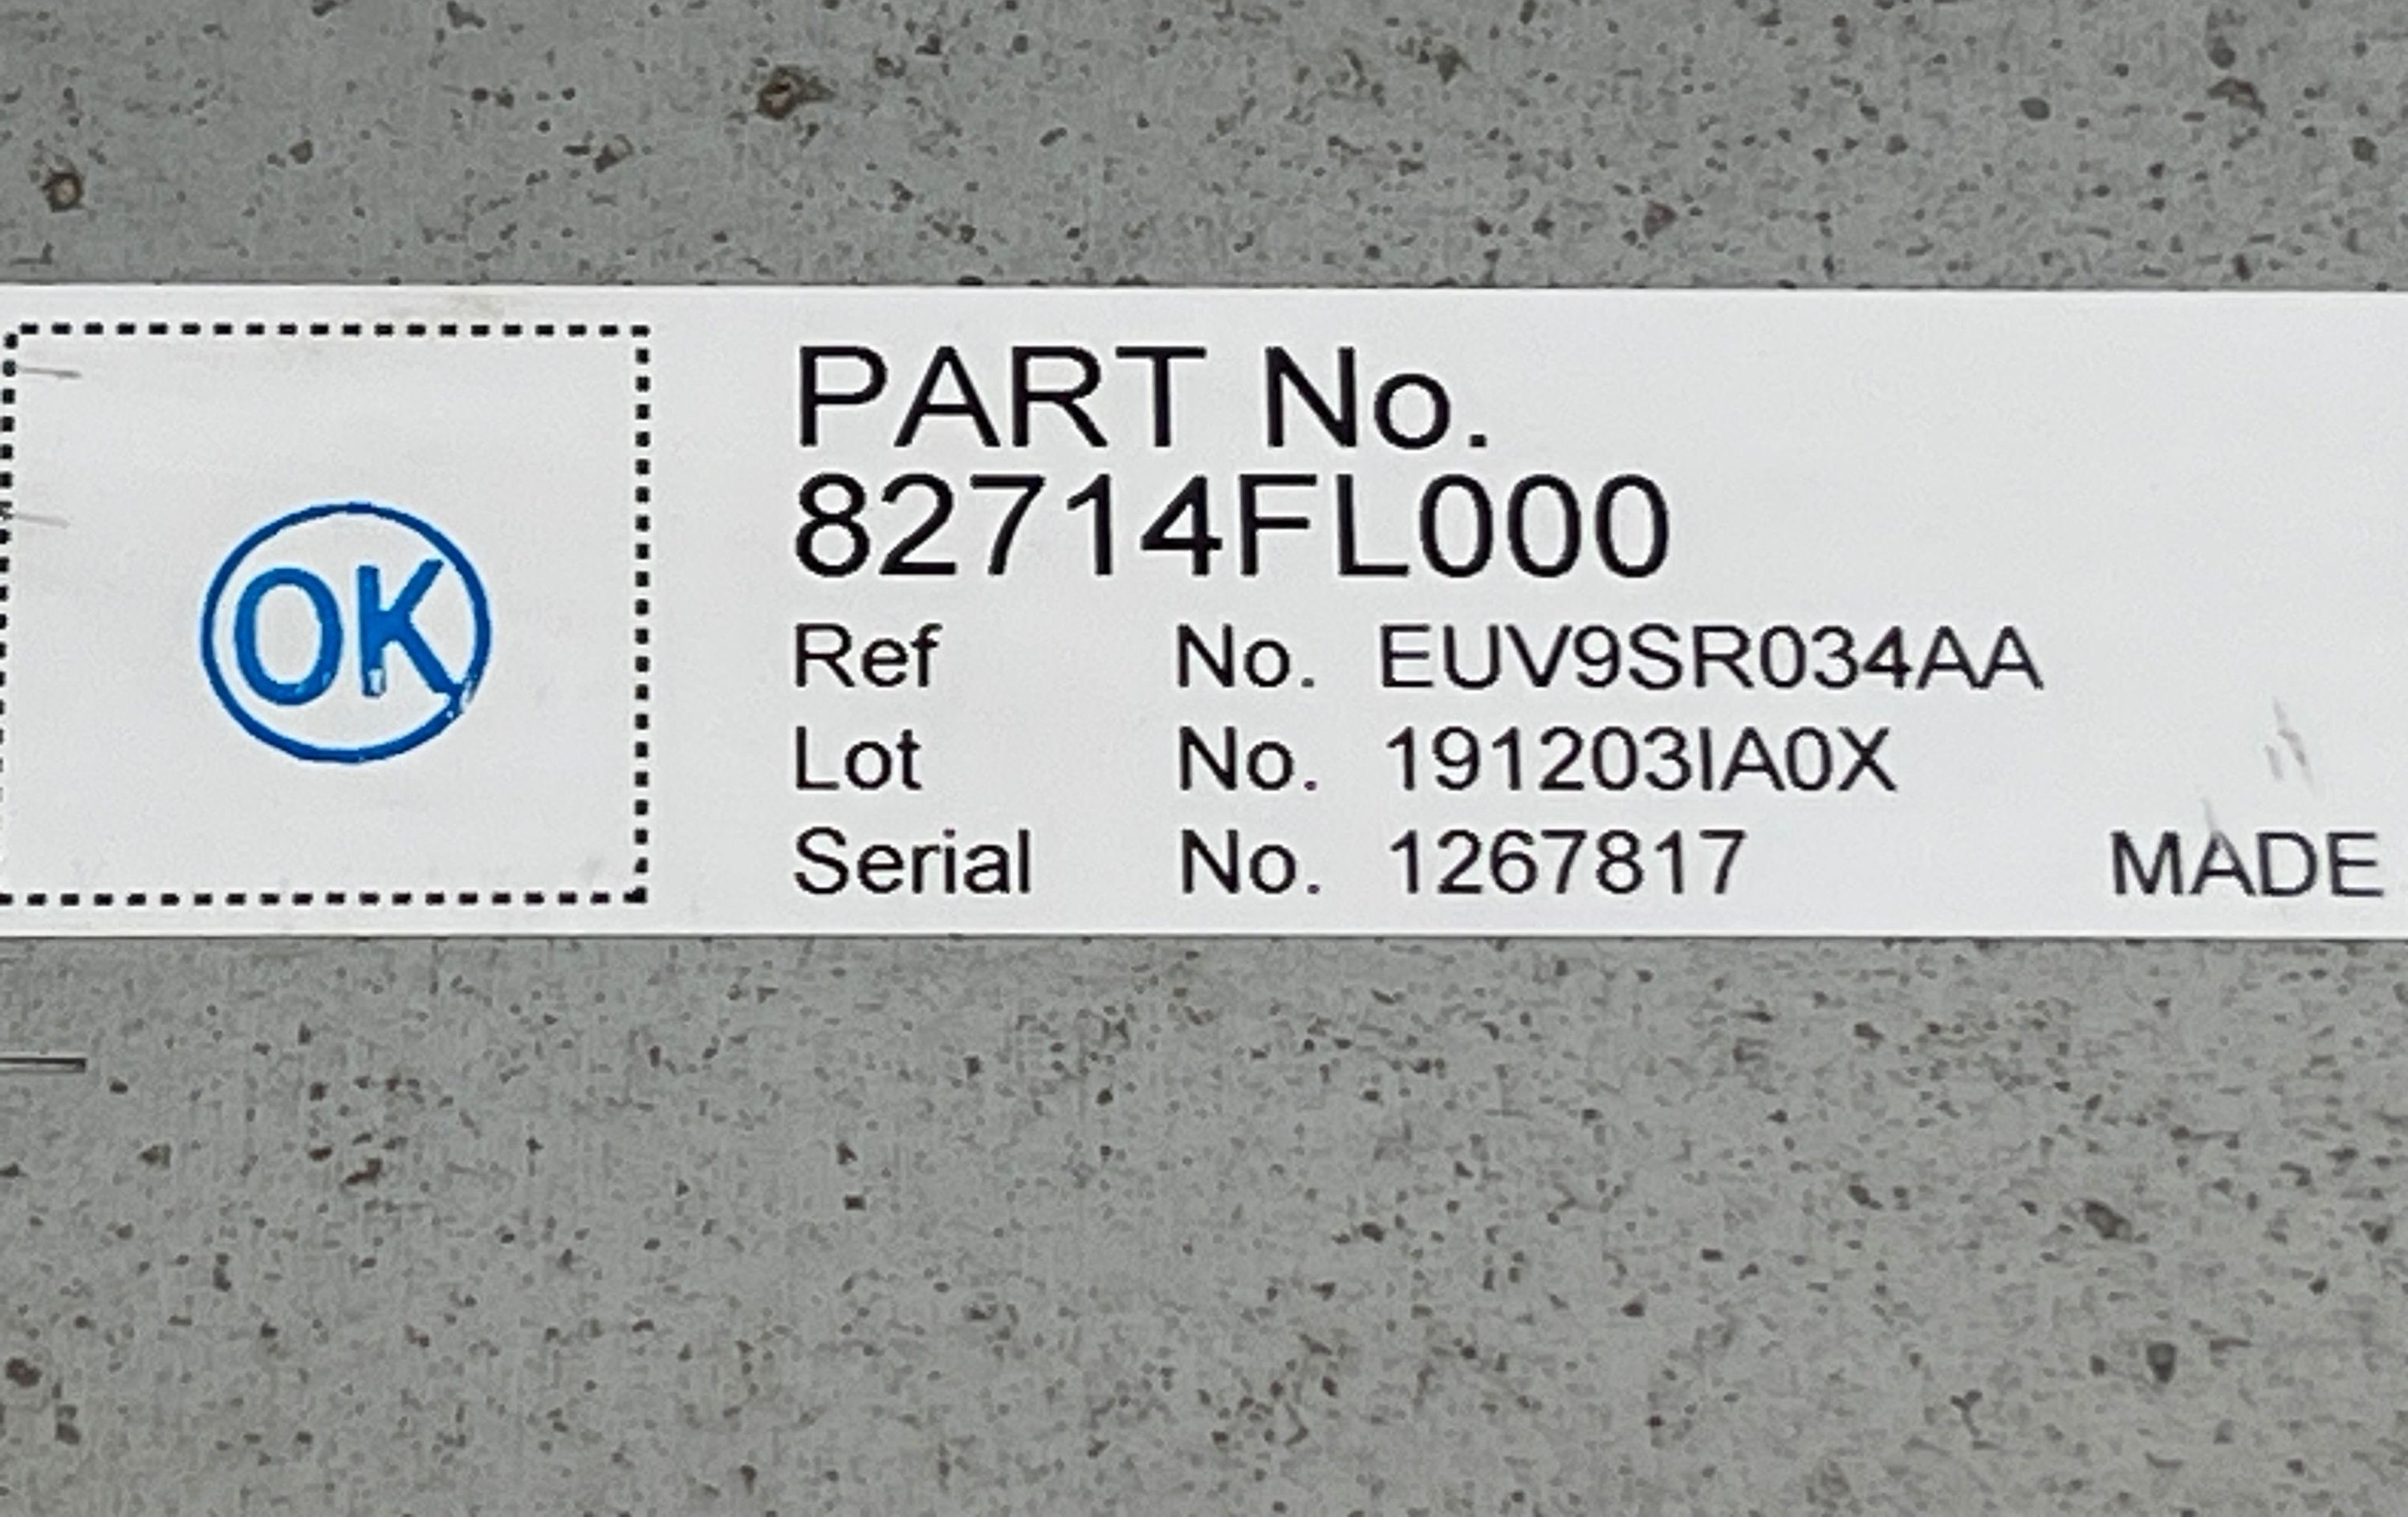 OK
PART No.
82714FL000
Ref No. EUV9SR034AA
Lot No. 191203IA0X
Serial No. 1267817 MADE